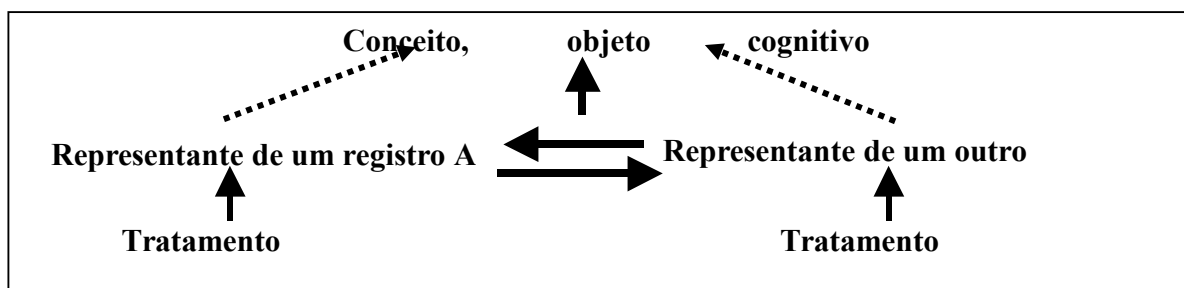 Conceito, objeto cognitivo
Representante de um registro A Representante de um outro
Tratamento Tratamento